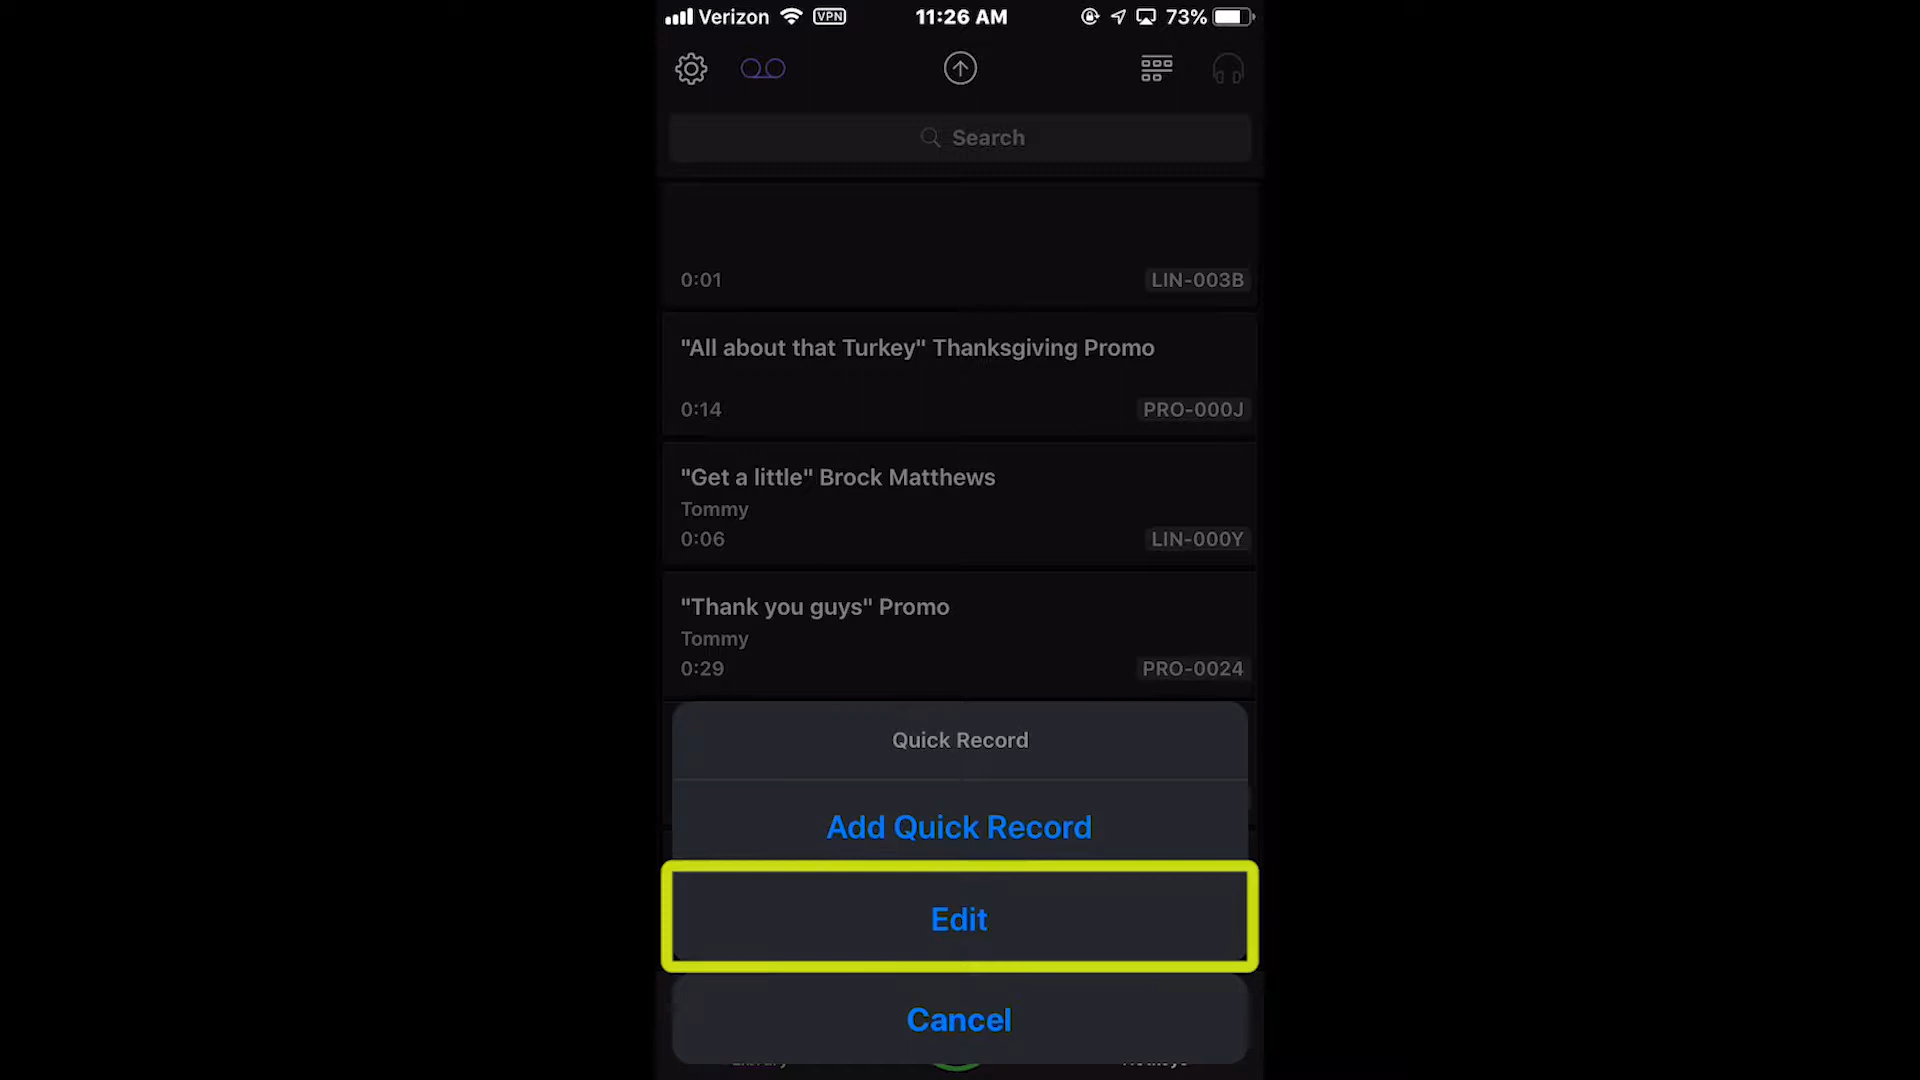 Verizon VPN 11:26 AM 73%
Search
0:01 LIN-003B
"All about that Turkey" Thanksgiving Promo
0:14 PRO-000J
"Get a little" Brock Matthews
Tommy
0:06 LIN-000Y
"Thank you guys" Promo
Tommy
0:29 PRO-0024
Quick Record
Add Quick Record
Edit
Cancel